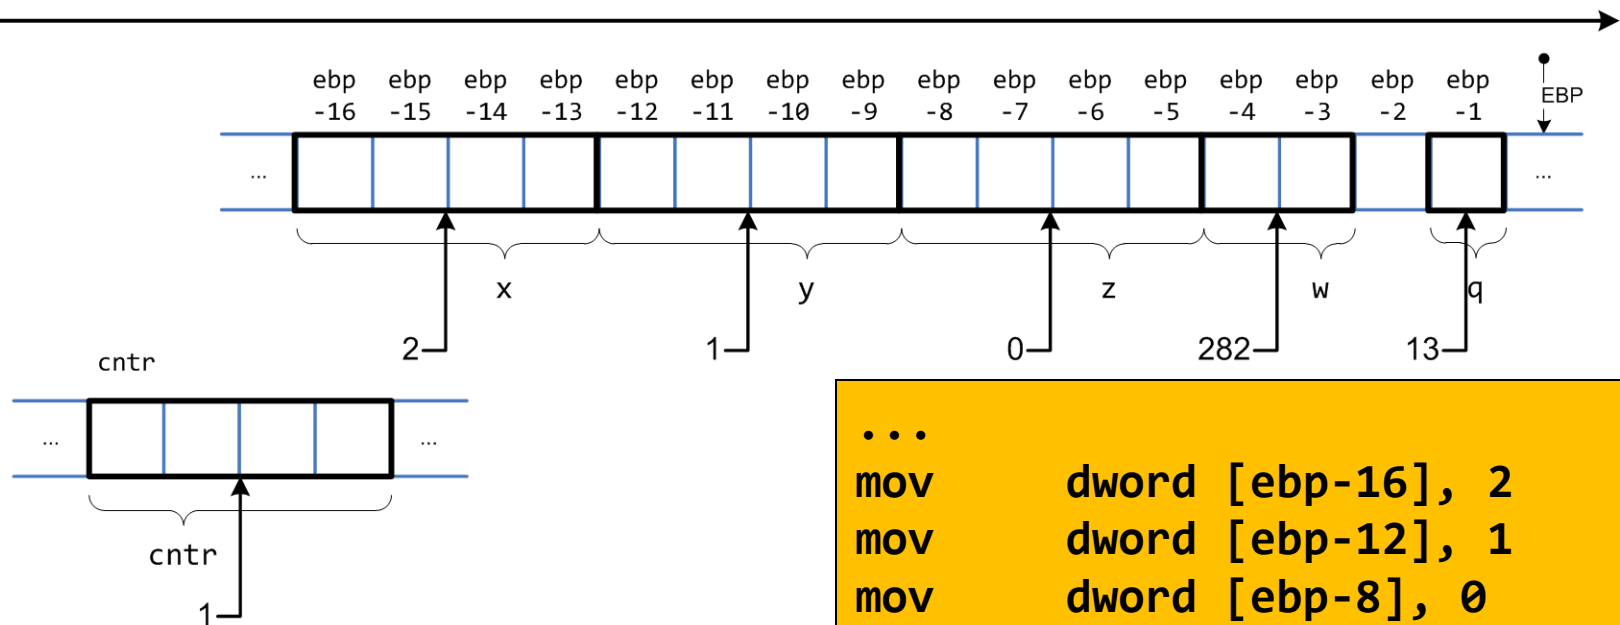 ebp ebp ebp ebp ebp ebp ebp ebp ebp ebp ebp ebp ebp ebp ebp ebp
-16 -15 -14 -13 -12 -11 -10 -9 -8 -7 -6 -5 -4 -3 -2 -1
EBP
... ...
x y z w q
2 1 0 282 13
cntr
... ...
cntr
1
...
mov dword [ebp-16], 2
mov dword [ebp-12], 1
mov dword [ebp-8], 0